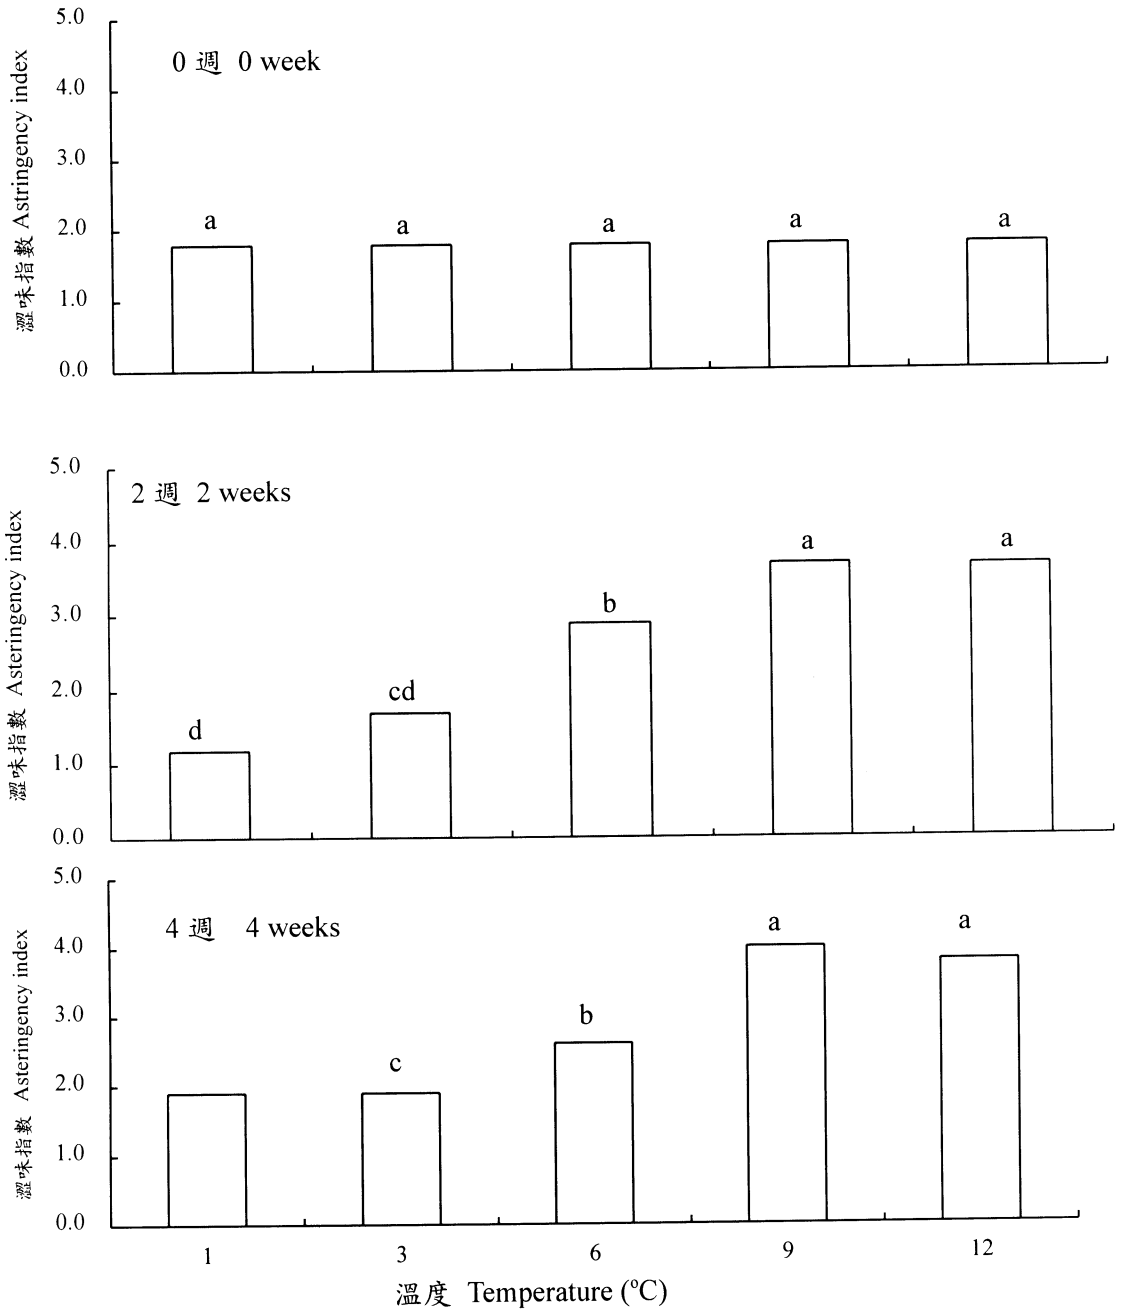 5.0
0 週 0 week
4.0
3.0
a a a a a
2.0
1.0
0.0
澀味指數 Astringency index
5.0
2 週 2 weeks
4.0
a a
3.0
b
2.0
cd
d
1.0
0.0
澀味指數 Asteringency index
5.0
4 週 4 weeks
a a
4.0
3.0
b
c
2.0
1.0
0.0
澀味指數 Asteringency index
1 3 6 9 12
溫度 Temperature (ºC)